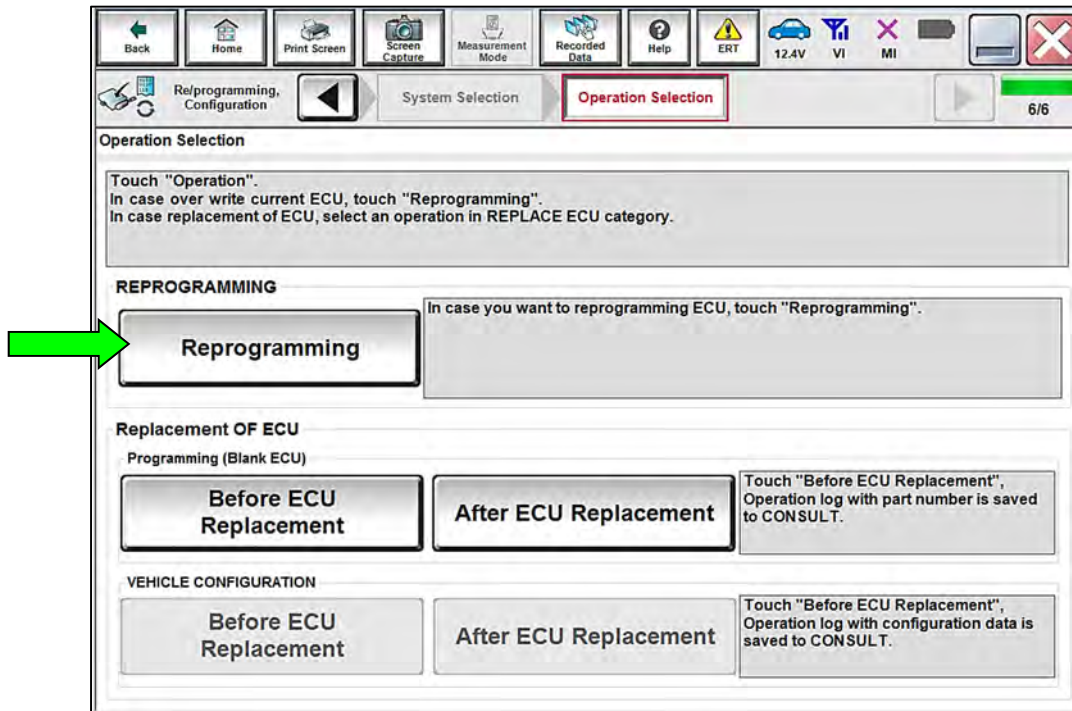 Back
Home
Print Screen
Screen
Capture
Measurement
Mode
Recorded
Data
Help
ERT
12.4V
VI
MI
Re/programming,
Configuration
System Selection
Operation Selection
6/6
Operation Selection
Touch "Operation".
In case over write current ECU, touch "Reprogramming".
In case replacement of ECU, select an operation in REPLACE ECU category.
REPROGRAMMING
Reprogramming
In case you want to reprogramming ECU, touch "Reprogramming".
Replacement OF ECU
Programming (Blank ECU)
Before ECU
Replacement
After ECU Replacement
Touch "Before ECU Replacement",
Operation log with part number is saved
to CONSULT.
VEHICLE CONFIGURATION
Before ECU
Replacement
After ECU Replacement
Touch "Before ECU Replacement",
Operation log with configuration data is
saved to CONSULT.